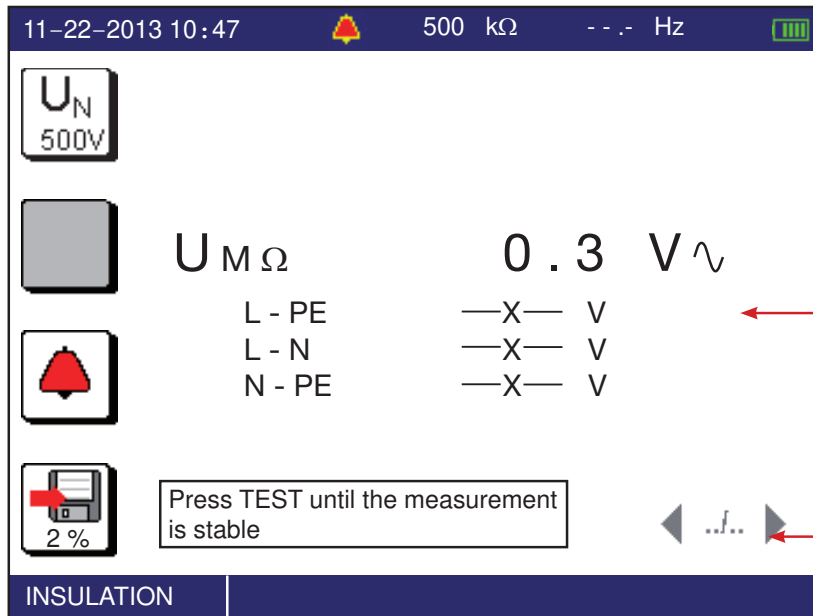 11-22-2013 10:47 500 kΩ - - .- Hz
UN
500V
U MΩ 0.3 V
L - PE —X— V
L - N —X— V
N - PE —X— V
2 %
Press TEST until the measurement
is stable
../..
INSULATION